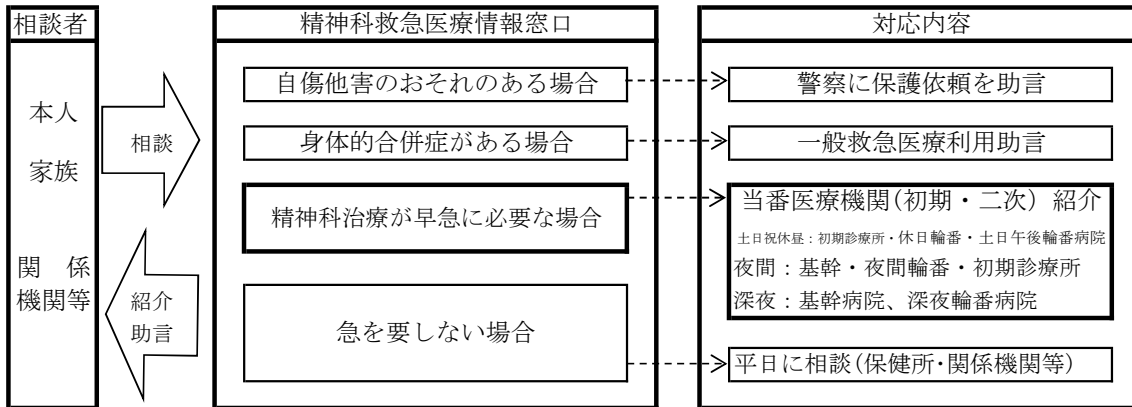 相談者
本人
家族
関　係
機関等
相談
紹介
助言
精神科救急医療情報窓口
自傷他害のおそれのある場合
身体的合併症がある場合
精神科治療が早急に必要な場合
急を要しない場合
対応内容
警察に保護依頼を助言
一般救急医療利用助言
当番医療機関(初期・二次) 紹介
土日祝休昼：初期診療所・休日輪番・土日午後輪番病院
夜間：基幹・夜間輪番・初期診療所
深夜：基幹病院、深夜輪番病院
平日に相談(保健所・関係機関等)